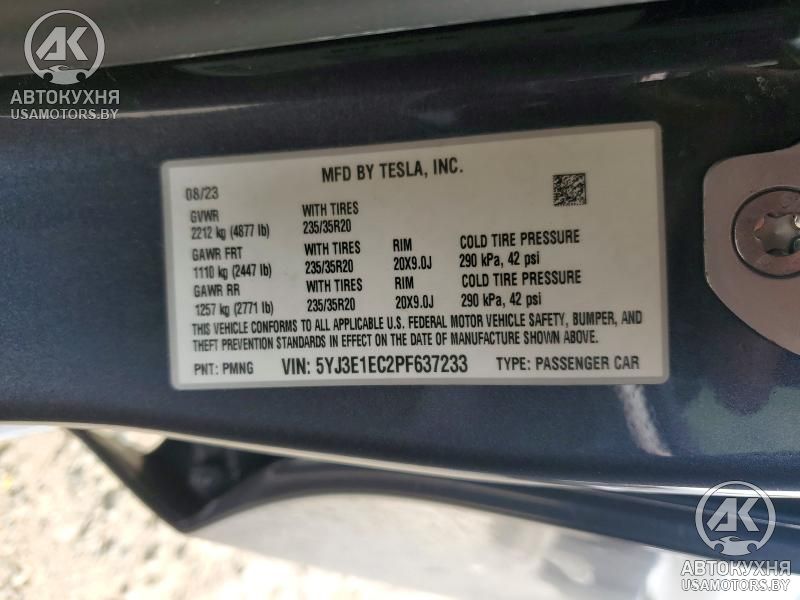 AK
АВТОКУХНЯ
USAMOTORS.BY
MFD BY TESLA, INC.
08/23
GVWR WITH TIRES
2212 kg (4877 lb) 235/35R20
GAWR FRT WITH TIRES RIM COLD TIRE PRESSURE
1110 kg (2447 lb) 235/35R20 20X9.0J 290 kPa, 42 psi
GAWR RR WITH TIRES RIM COLD TIRE PRESSURE
1257 kg (2771 lb) 235/35R20 20X9.0J 290 kPa, 42 psi
THIS VEHICLE CONFORMS TO ALL APPLICABLE U.S. FEDERAL MOTOR VEHICLE SAFETY, BUMPER, AND
THEFT PREVENTION STANDARDS IN EFFECT ON THE DATE OF MANUFACTURE SHOWN ABOVE.
PNT: PMNG VIN: 5YJ3E1EC2PF637233 TYPE: PASSENGER CAR
AK
АВТОКУХНЯ
USAMOTORS.BY